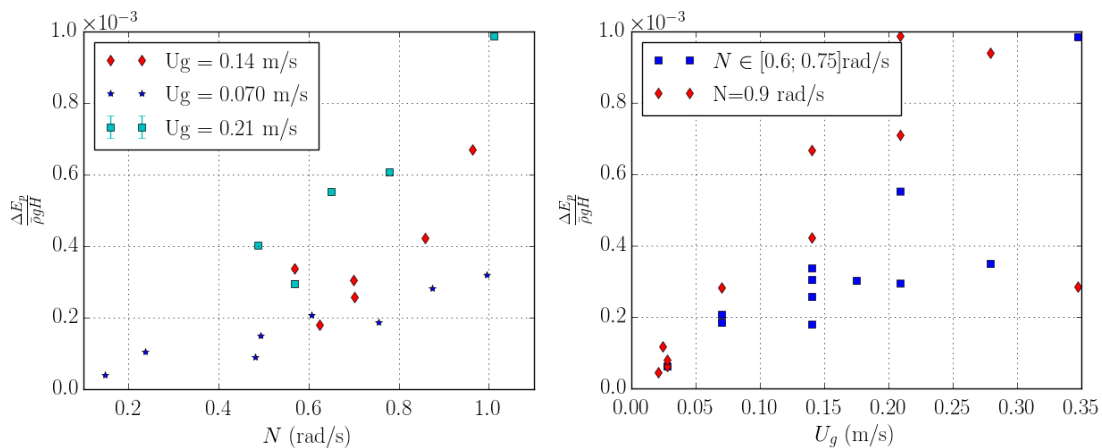 1.0 ×10⁻³
Ug = 0.14 m/s
Ug = 0.070 m/s
Ug = 0.21 m/s
0.8
0.6
0.4
0.2
0.0
ΔE_p / ρ̄gH
0.2 0.4 0.6 0.8 1.0
N (rad/s)
1.0 ×10⁻³
N ∈ [0.6; 0.75]rad/s
N=0.9 rad/s
0.8
0.6
0.4
0.2
0.0
ΔE_p / ρ̄gH
0.00 0.05 0.10 0.15 0.20 0.25 0.30 0.35
U_g (m/s)